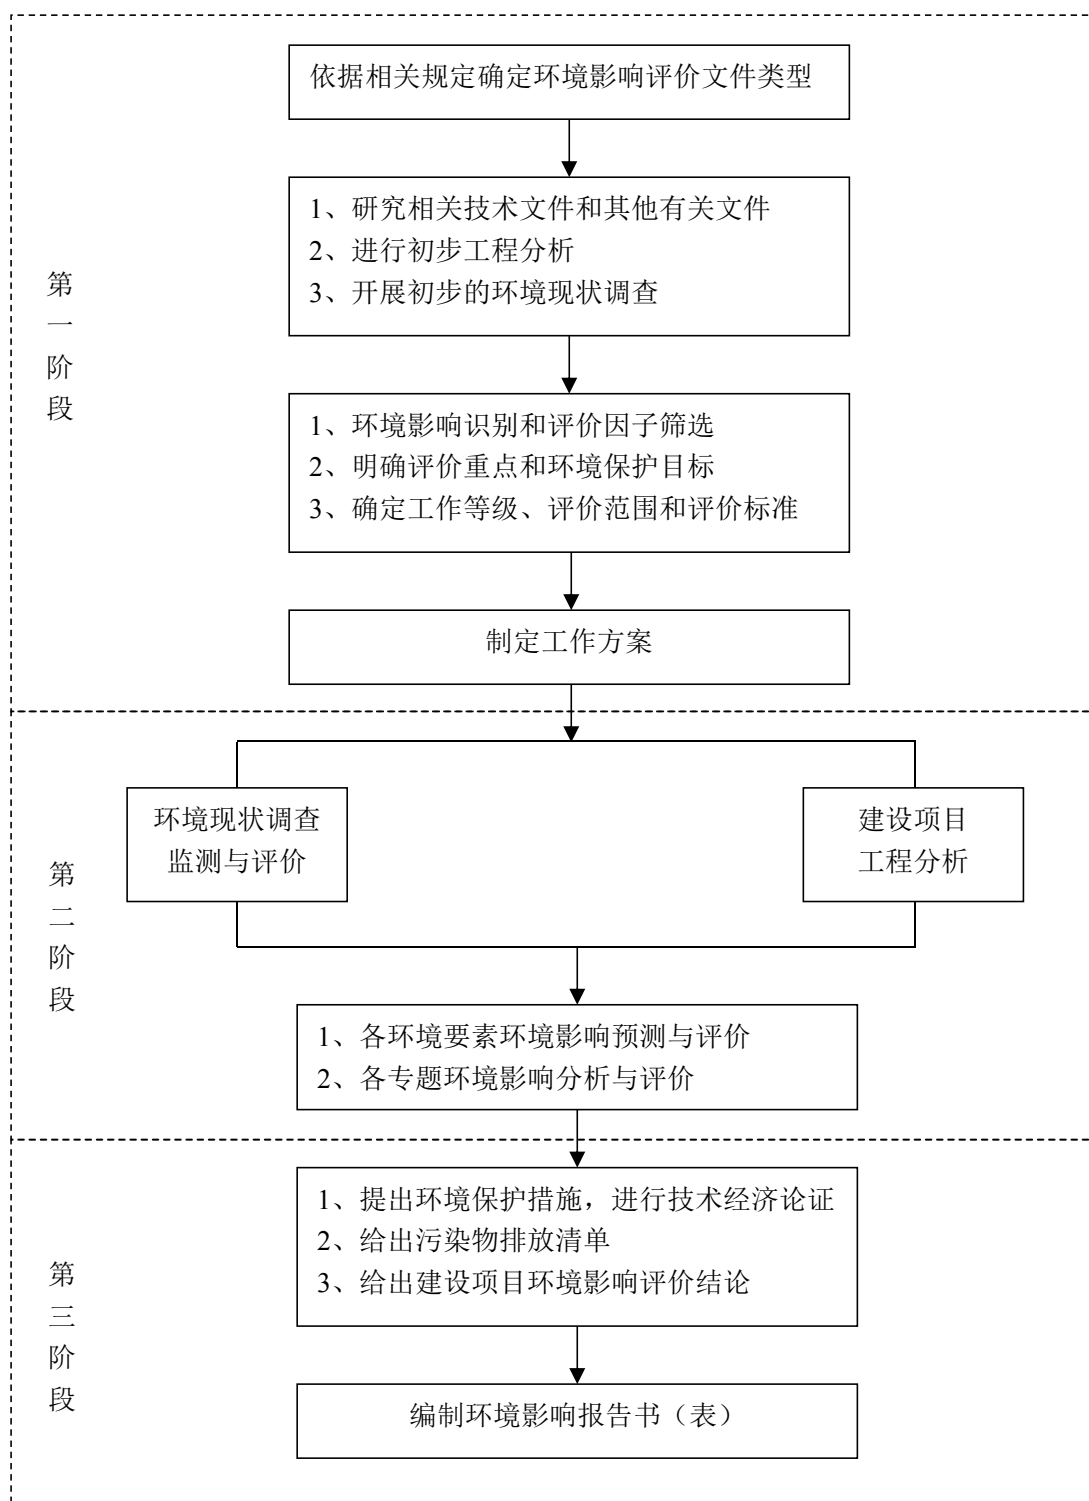 依据相关规定确定环境影响评价文件类型
1、研究相关技术文件和其他有关文件
2、进行初步工程分析
3、开展初步的环境现状调查
第
一
阶
段
1、环境影响识别和评价因子筛选
2、明确评价重点和环境保护目标
3、确定工作等级、评价范围和评价标准
制定工作方案
环境现状调查
监测与评价
建设项目
工程分析
第
二
阶
段
1、各环境要素环境影响预测与评价
2、各专题环境影响分析与评价
1、提出环境保护措施，进行技术经济论证
2、给出污染物排放清单
3、给出建设项目环境影响评价结论
第
三
阶
段
编制环境影响报告书（表）